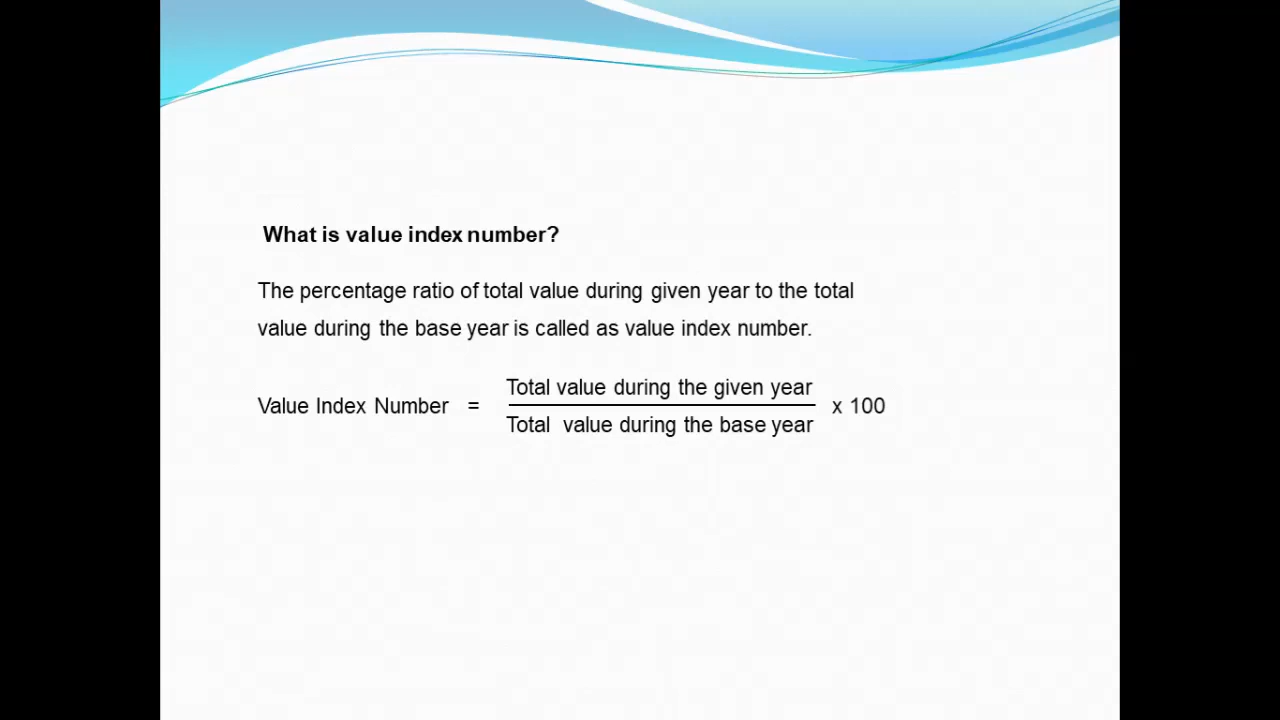 What is value index number?
The percentage ratio of total value during given year to the total
value during the base year is called as value index number.
Value Index Number = Total value during the given year x 100
Total value during the base year